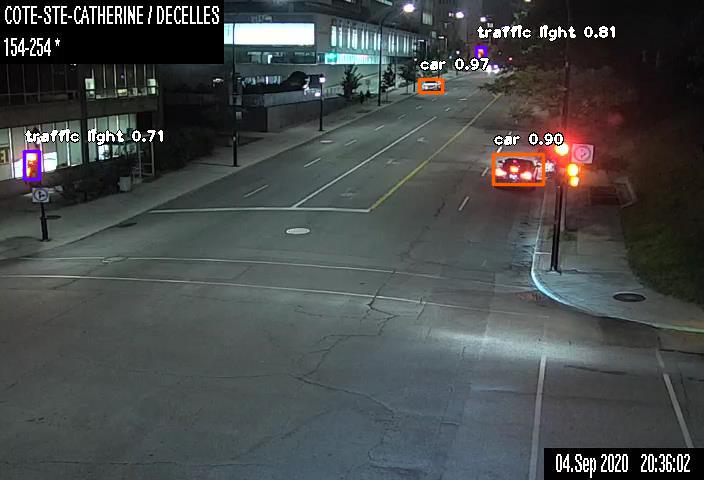 COTE-STE-CATHERINE / DECELLES
154-254 *
traffic light 0.81
car 0.97
traffic light 0.71
car 0.90
04.Sep 2020 20:36:02